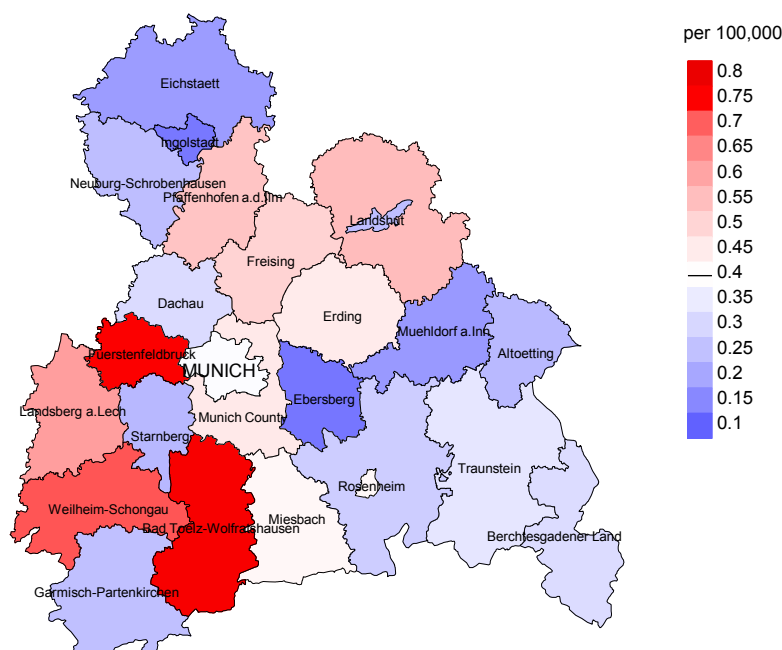 per 100,000
0.8
0.75
0.7
0.65
0.6
0.55
0.5
0.45
0.4
0.35
0.3
0.25
0.2
0.15
0.1
Eichstaett
Ingolstadt
Neuburg-Schrobenhausen
Pfaffenhofen a.d.Ilm
Landshut
Freising
Dachau
Erding
Muehldorf a.Inn
Altoetting
Fuerstenfeldbruck
MUNICH
Ebersberg
Landsberg a.Lech
Munich County
Starnberg
Traunstein
Rosenheim
Weilheim-Schongau
Miesbach
Bad Toelz-Wolfratshausen
Berchtesgadener Land
Garmisch-Partenkirchen